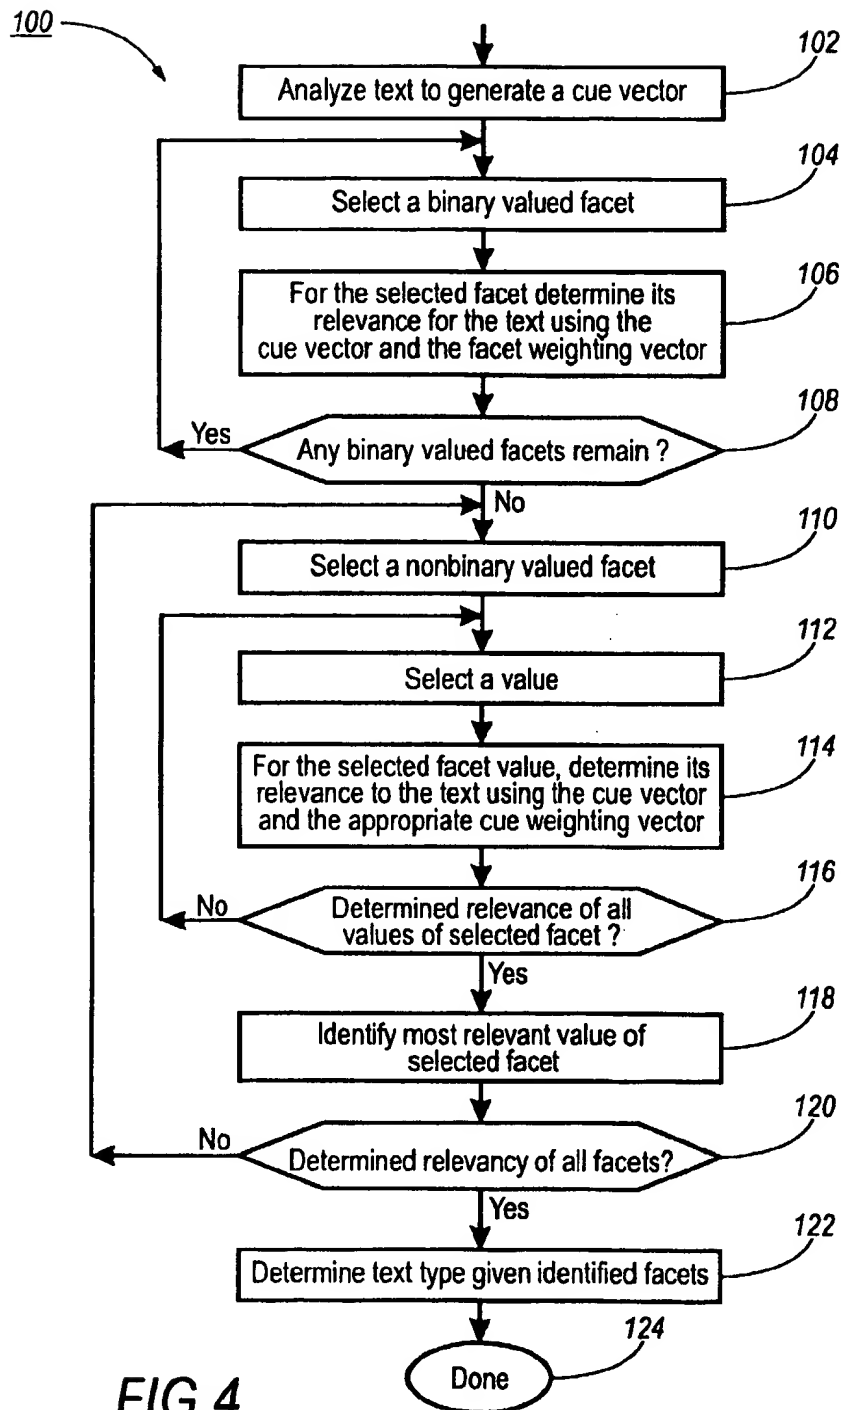 100
102
Analyze text to generate a cue vector
104
Select a binary valued facet
106
For the selected facet determine its
relevance for the text using the
cue vector and the facet weighting vector
108
Yes
Any binary valued facets remain ?
No
110
Select a nonbinary valued facet
112
Select a value
114
For the selected facet value, determine its
relevance to the text using the cue vector
and the appropriate cue weighting vector
116
No
Determined relevance of all
values of selected facet ?
Yes
118
Identify most relevant value of
selected facet
120
No
Determined relevancy of all facets?
Yes
122
Determine text type given identified facets
124
Done
FIG.4